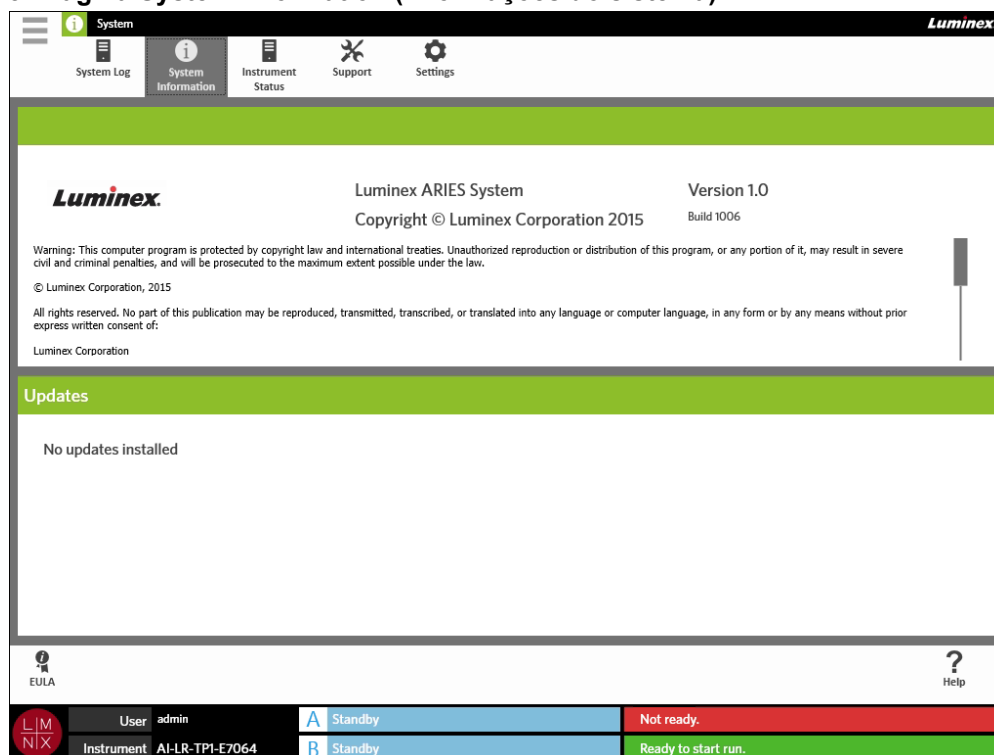 System
Luminex
System Log
System
Information
Instrument
Status
Support
Settings
Luminex.
Luminex ARIES System
Version 1.0
Copyright © Luminex Corporation 2015
Build 1006
Warning: This computer program is protected by copyright law and international treaties. Unauthorized reproduction or distribution of this program, or any portion of it, may result in severe
civil and criminal penalties, and will be prosecuted to the maximum extent possible under the law.
© Luminex Corporation, 2015
All rights reserved. No part of this publication may be reproduced, transmitted, transcribed, or translated into any language or computer language, in any form or by any means without prior
express written consent of:
Luminex Corporation
Updates
No updates installed
EULA
?
Help
L M
N X
User admin
A Standby
Not ready.
Instrument AI-LR-TP1-E7064
B Standby
Ready to start run.